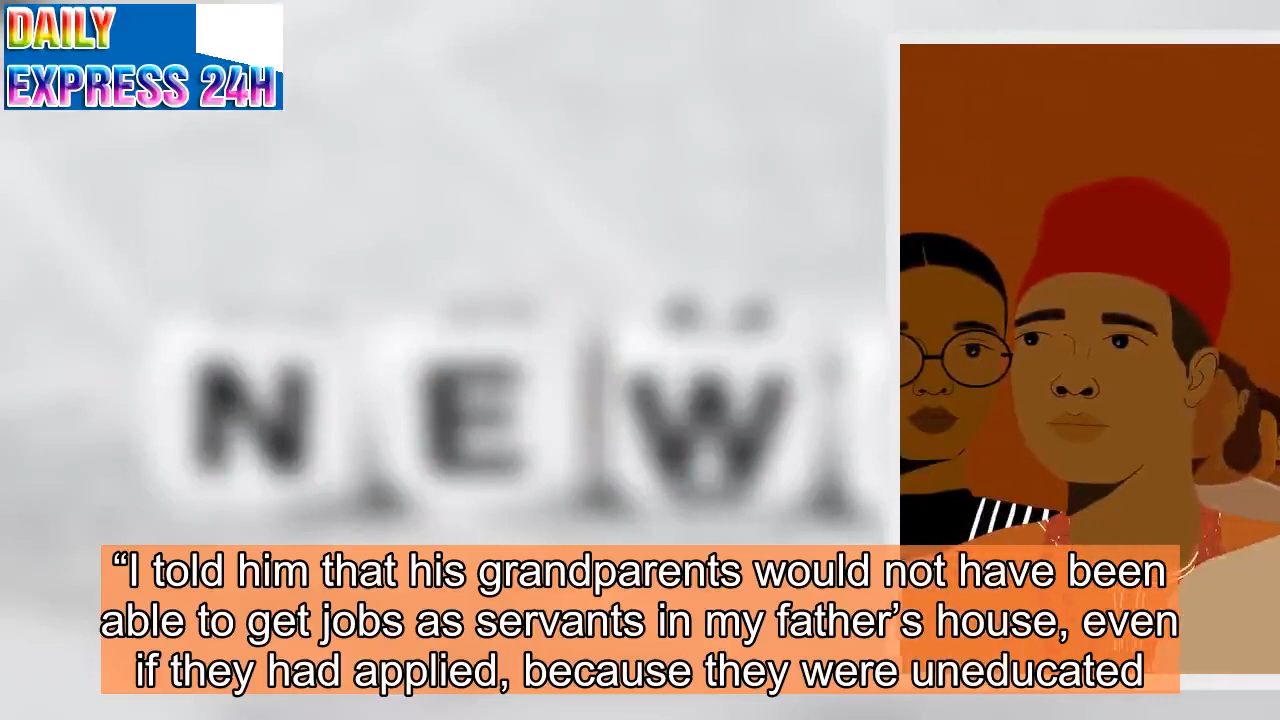 DAILY
EXPRESS 24H
NEW
“I told him that his grandparents would not have been
able to get jobs as servants in my father’s house, even
if they had applied, because they were uneducated